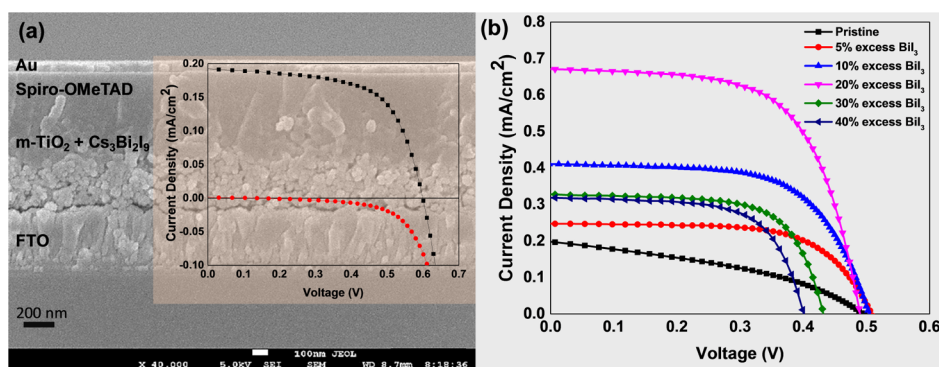 (a)
Au
Spiro-OMeTAD
m-TiO₂ + Cs₃Bi₂I₉
FTO
200 nm
0.20
0.15
0.10
0.05
0.00
-0.05
-0.10
Current Density (mA/cm²)
0.0 0.1 0.2 0.3 0.4 0.5 0.6 0.7
Voltage (V)
100nm JEOL
X 40,000 5.0kV SEI SEM WD 8.7mm 8:18:36
(b)
Pristine
5% excess BiI₃
10% excess BiI₃
20% excess BiI₃
30% excess BiI₃
40% excess BiI₃
0.8
0.7
0.6
0.5
0.4
0.3
0.2
0.1
0.0
Current Density (mA/cm²)
0.0 0.1 0.2 0.3 0.4 0.5 0.6
Voltage (V)